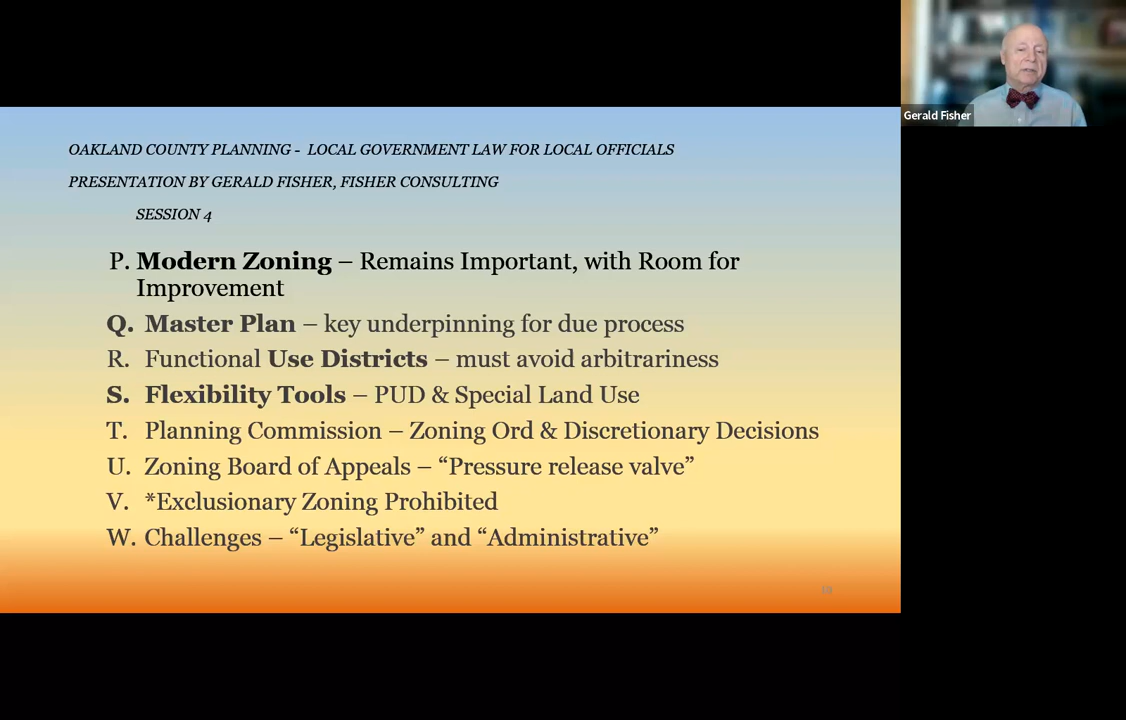 Gerald Fisher
OAKLAND COUNTY PLANNING - LOCAL GOVERNMENT LAW FOR LOCAL OFFICIALS
PRESENTATION BY GERALD FISHER, FISHER CONSULTING
SESSION 4
P. Modern Zoning – Remains Important, with Room for
Improvement
Q. Master Plan – key underpinning for due process
R. Functional Use Districts – must avoid arbitrariness
S. Flexibility Tools – PUD & Special Land Use
T. Planning Commission – Zoning Ord & Discretionary Decisions
U. Zoning Board of Appeals – “Pressure release valve”
V. *Exclusionary Zoning Prohibited
W. Challenges – “Legislative” and “Administrative”